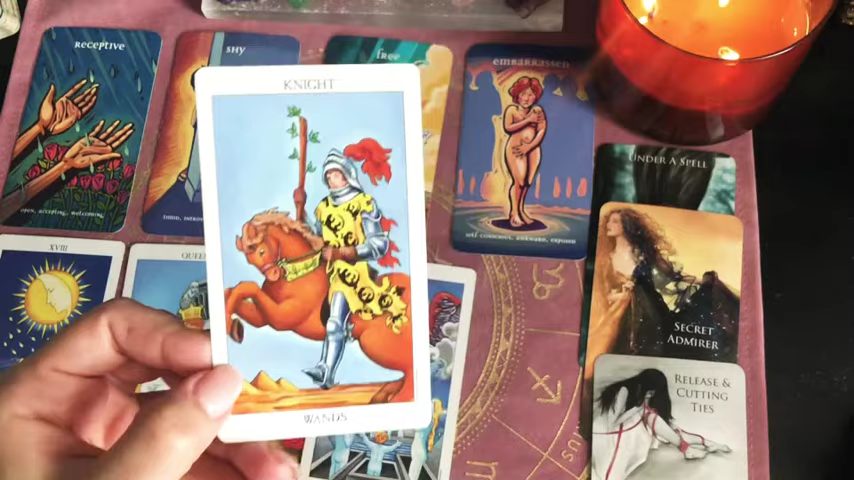 RECEPTIVE
open, accepting, welcoming
SHY
free
EMBARRASSED
self-conscious, awkward, exposed
KNIGHT
WANDS
XVIII
UNDER A SPELL
SECRET
ADMIRER
RELEASE &
CUTTING
TIES